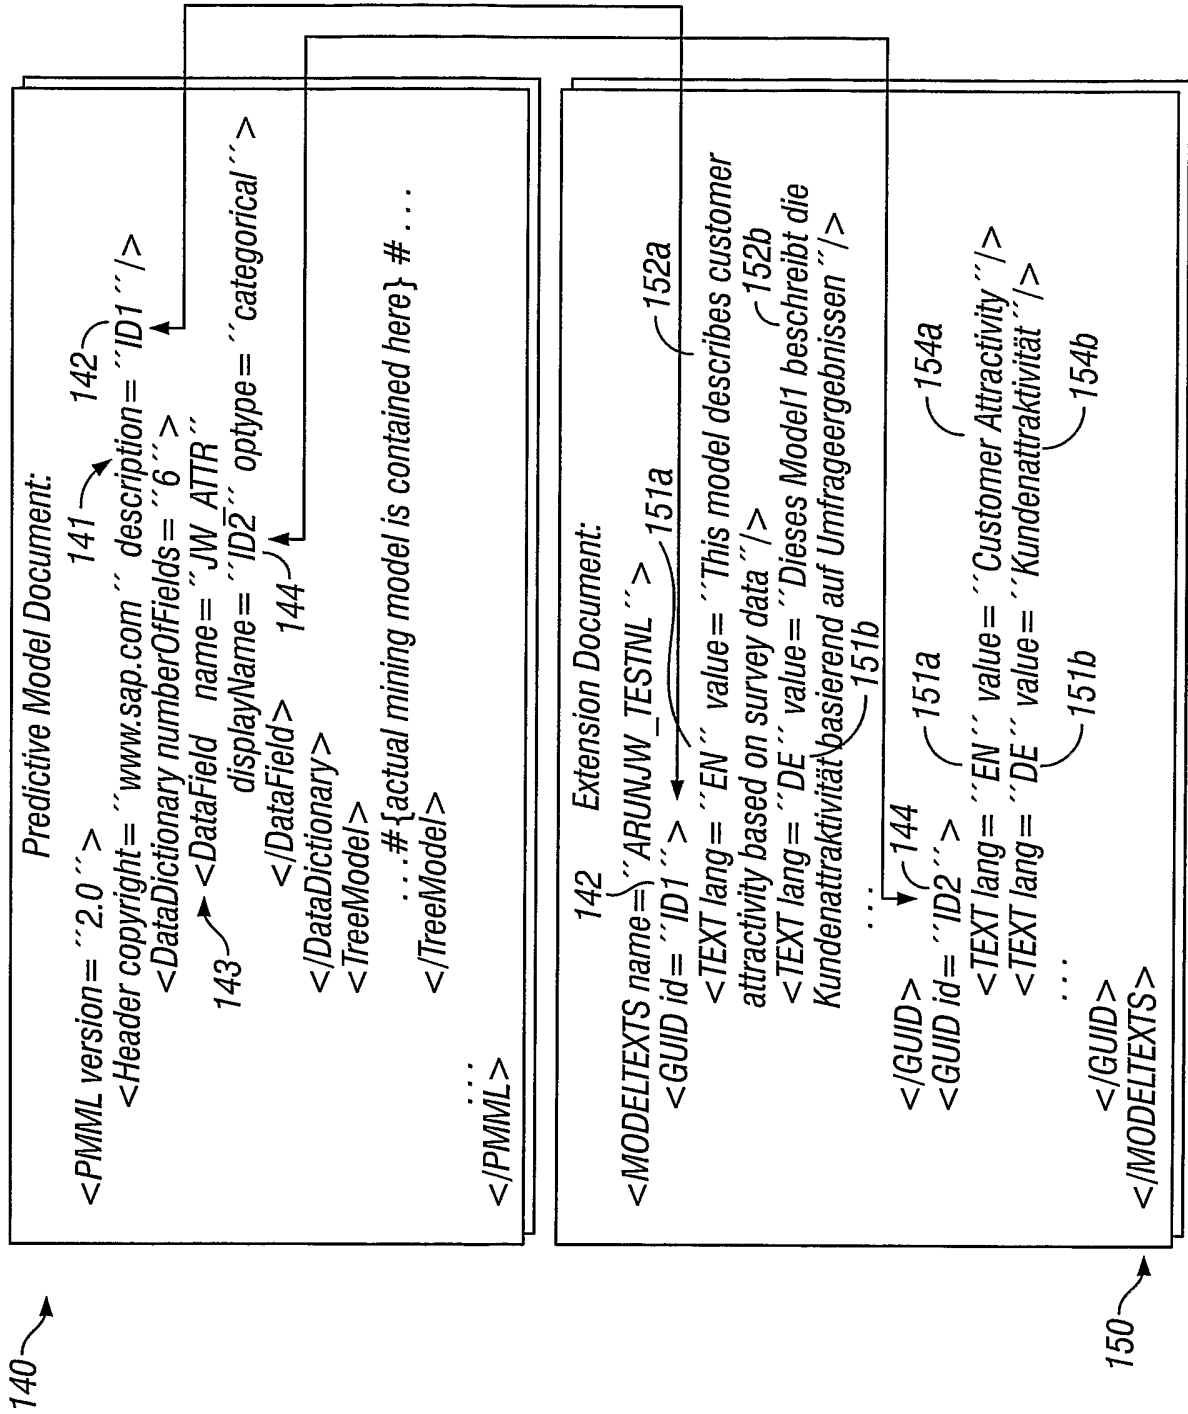 140
Predictive Model Document:
<PMML version=″2.0″>
141
142
<Header copyright=″www.sap.com″ description=″ID1″/>
<DataDictionary numberOfFields=″6″>
143
<DataField name=″JW_ATTR″
displayName=″ID2″ optype=″categorical″>
144
</DataField>
</DataDictionary>
<TreeModel>
...#{actual mining model is contained here} # ...
</TreeModel>
...
</PMML>
150
142
Extension Document:
<MODELTEXTS name=″ARUNJW_TESTNL″>
<GUID id=″ID1″>
151a
152a
<TEXT lang=″EN″ value=″This model describes customer
attractivity based on survey data″/>
152b
<TEXT lang=″DE″ value=″Dieses Model1 beschreibt die
Kundenattraktivität basierend auf Umfrageergebnissen″/>
151b
...
</GUID>
144
<GUID id=″ID2″>
151a
154a
<TEXT lang=″EN″ value=″Customer Attractivity″/>
<TEXT lang=″DE″ value=″Kundenattraktivität″/>
151b
154b
...
</GUID>
</MODELTEXTS>